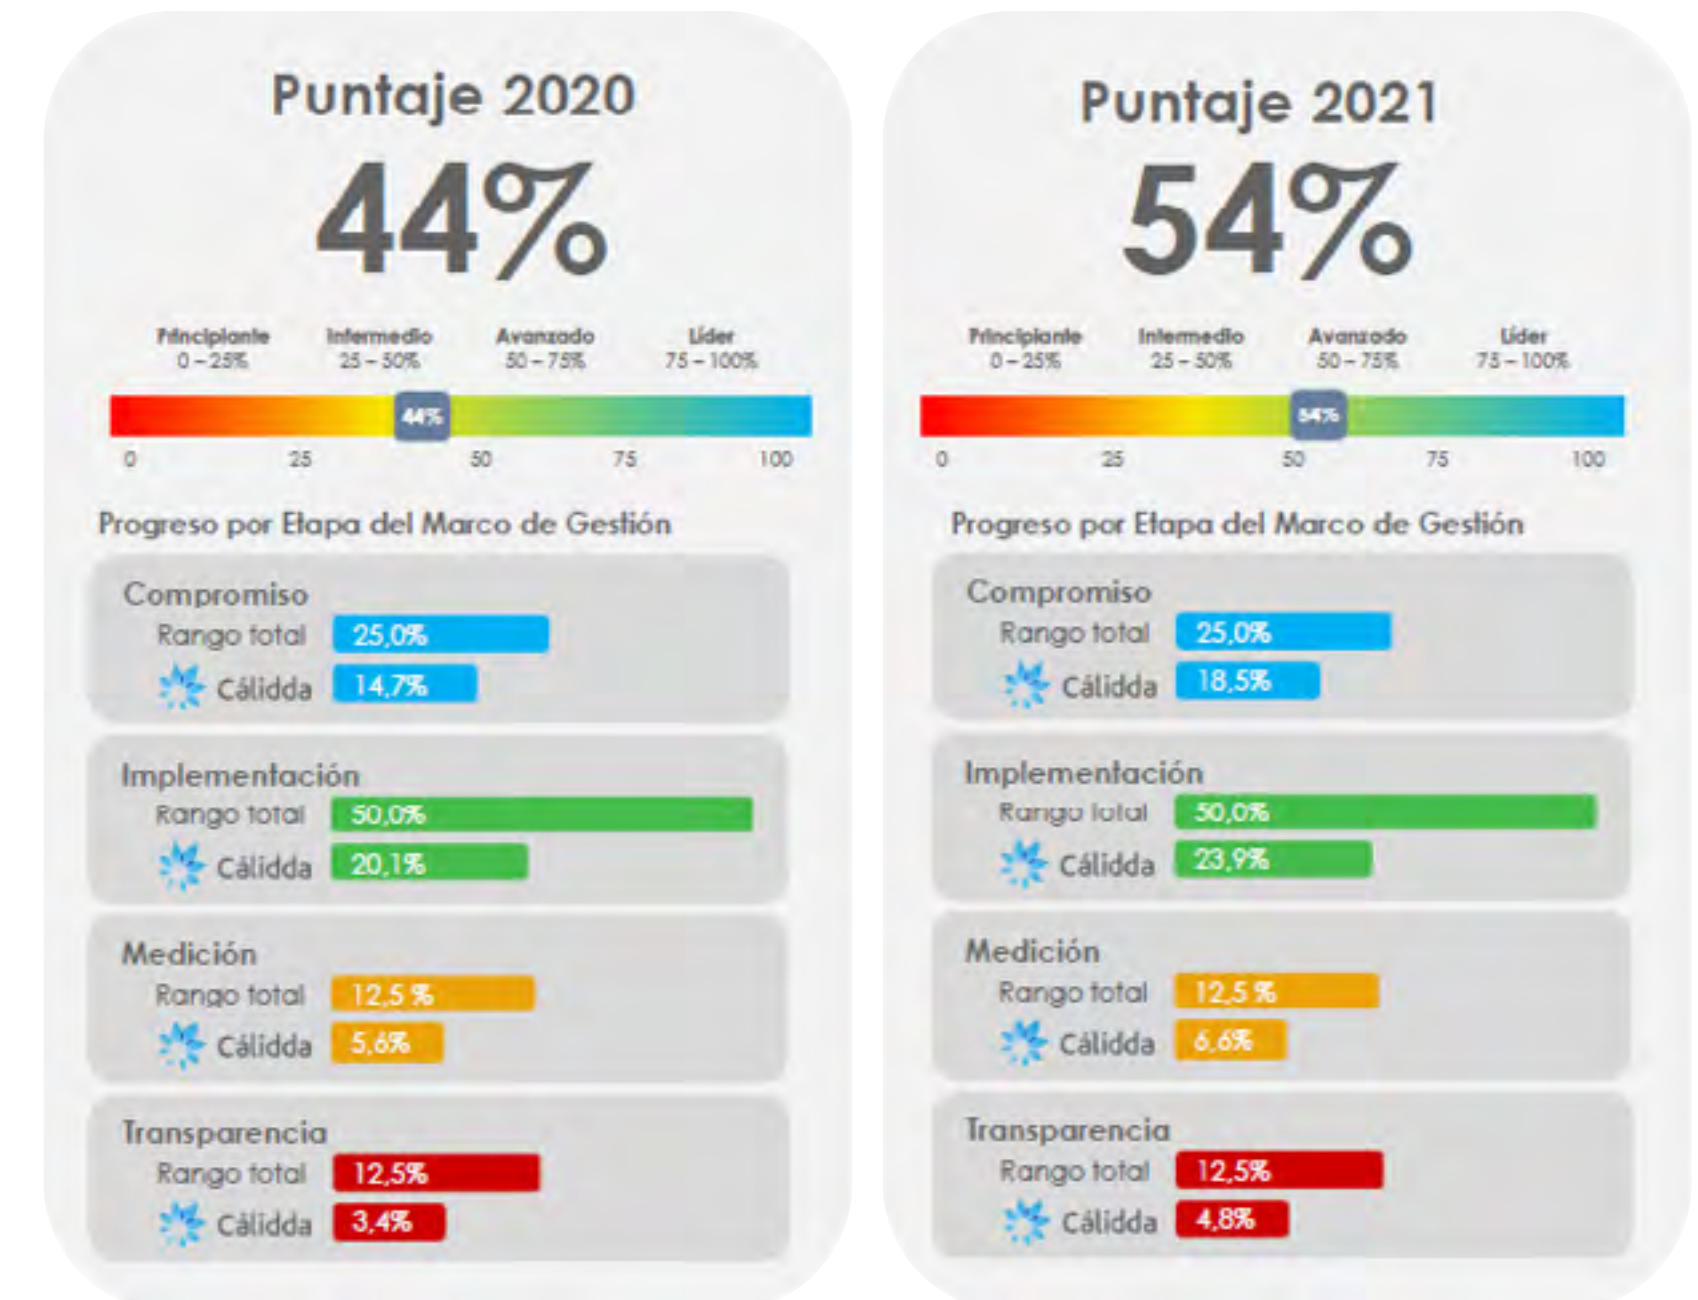 Puntaje 2020
44%
Principiante Intermedio Avanzado Líder
0 – 25% 25 – 50% 50 – 75% 75 – 100%
44%
0 25 50 75 100
Progreso por Etapa del Marco de Gestión
Compromiso
Rango total 25,0%
Cálidda 14,7%
Implementación
Rango total 50,0%
Cálidda 20,1%
Medición
Rango total 12,5 %
Cálidda 5,6%
Transparencia
Rango total 12,5%
Cálidda 3,4%
Puntaje 2021
54%
Principiante Intermedio Avanzado Líder
0 – 25% 25 – 50% 50 – 75% 75 – 100%
54%
0 25 50 75 100
Progreso por Etapa del Marco de Gestión
Compromiso
Rango total 25,0%
Cálidda 18,5%
Implementación
Rango total 50,0%
Cálidda 23,9%
Medición
Rango total 12,5 %
Cálidda 6,6%
Transparencia
Rango total 12,5%
Cálidda 4,8%